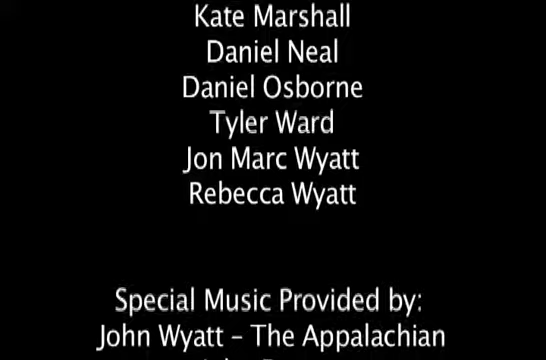 Kate Marshall
Daniel Neal
Daniel Osborne
Tyler Ward
Jon Marc Wyatt
Rebecca Wyatt
Special Music Provided by:
John Wyatt – The Appalachian